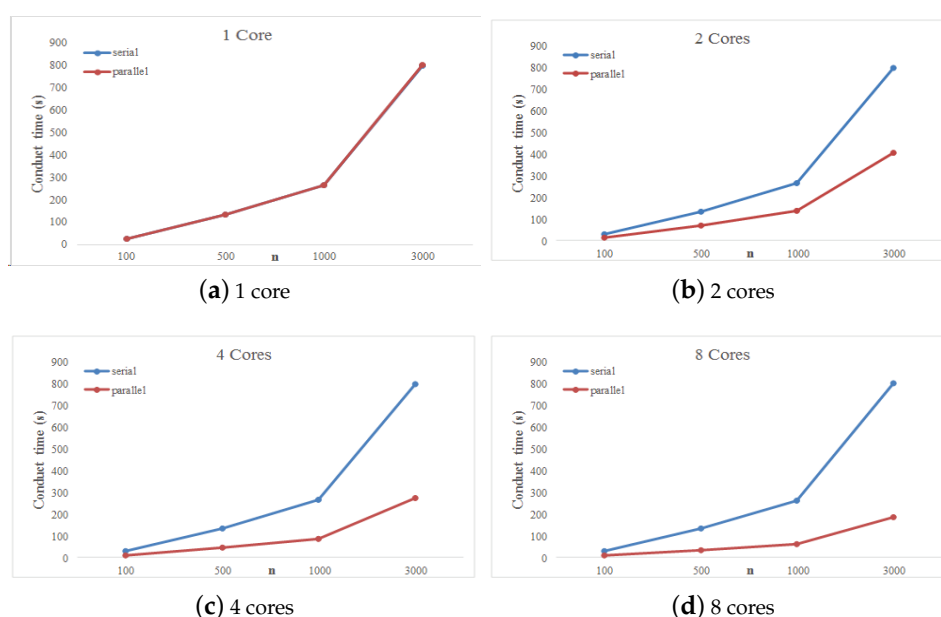 1 Core
serial
parallel
Conduct time (s)
900
800
700
600
500
400
300
200
100
0
100 500 n 1000 3000
(a) 1 core
2 Cores
serial
parallel
Conduct time (s)
900
800
700
600
500
400
300
200
100
0
100 500 n 1000 3000
(b) 2 cores
4 Cores
serial
parallel
Conduct time (s)
900
800
700
600
500
400
300
200
100
0
100 500 n 1000 3000
(c) 4 cores
8 Cores
serial
parallel
Conduct time (s)
900
800
700
600
500
400
300
200
100
0
100 500 n 1000 3000
(d) 8 cores